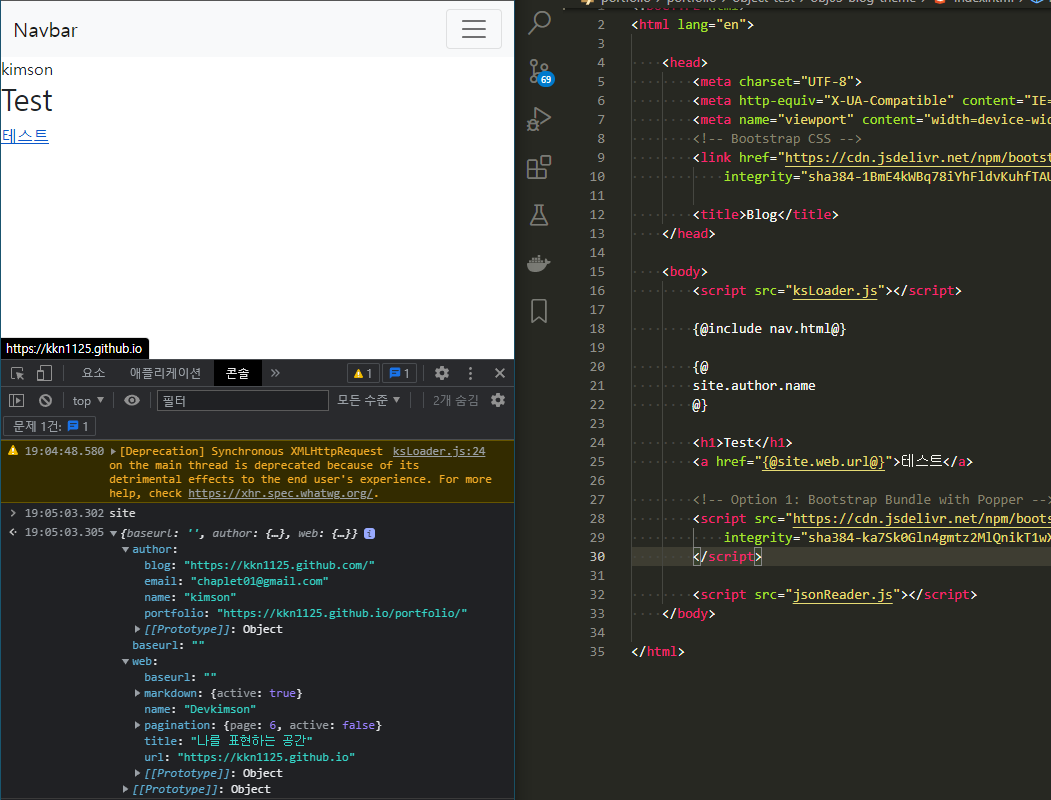 Navbar
kimson
Test
테스트
https://kkn1125.github.io
요소 애플리케이션 콘솔 » 1 1
top 필터 모든 수준 2개 숨김
문제 1건: 1
19:04:48.580 [Deprecation] Synchronous XMLHttpRequest ksLoader.js:24
on the main thread is deprecated because of its
detrimental effects to the end user's experience. For more
help, check https://xhr.spec.whatwg.org/.
19:05:03.302 site
19:05:03.305 {baseurl: '', author: {…}, web: {…}}
author:
blog: "https://kkn1125.github.com/"
email: "chaplet01@gmail.com"
name: "kimson"
portfolio: "https://kkn1125.github.io/portfolio/"
[[Prototype]]: Object
baseurl: ""
web:
baseurl: ""
markdown: {active: true}
name: "Devkimson"
pagination: {page: 6, active: false}
title: "나를 표현하는 공간"
url: "https://kkn1125.github.io"
[[Prototype]]: Object
[[Prototype]]: Object
69
2 <html lang="en">
3
4 <head>
5 <meta charset="UTF-8">
6 <meta http-equiv="X-UA-Compatible" content="IE=
7 <meta name="viewport" content="width=device-wid
8 <!-- Bootstrap CSS -->
9 <link href="https://cdn.jsdelivr.net/npm/bootst
10 integrity="sha384-1BmE4kWBq78iYhFldvKuhfTAU
11
12 <title>Blog</title>
13 </head>
14
15 <body>
16 <script src="ksLoader.js"></script>
17
18 {@include nav.html@}
19
20 {@
21 site.author.name
22 @}
23
24 <h1>Test</h1>
25 <a href="{@site.web.url@}">테스트</a>
26
27 <!-- Option 1: Bootstrap Bundle with Popper -->
28 <script src="https://cdn.jsdelivr.net/npm/boots
29 integrity="sha384-ka7Sk0Gln4gmtz2MlQnikT1wX
30 </script>
31
32 <script src="jsonReader.js"></script>
33 </body>
34
35 </html>